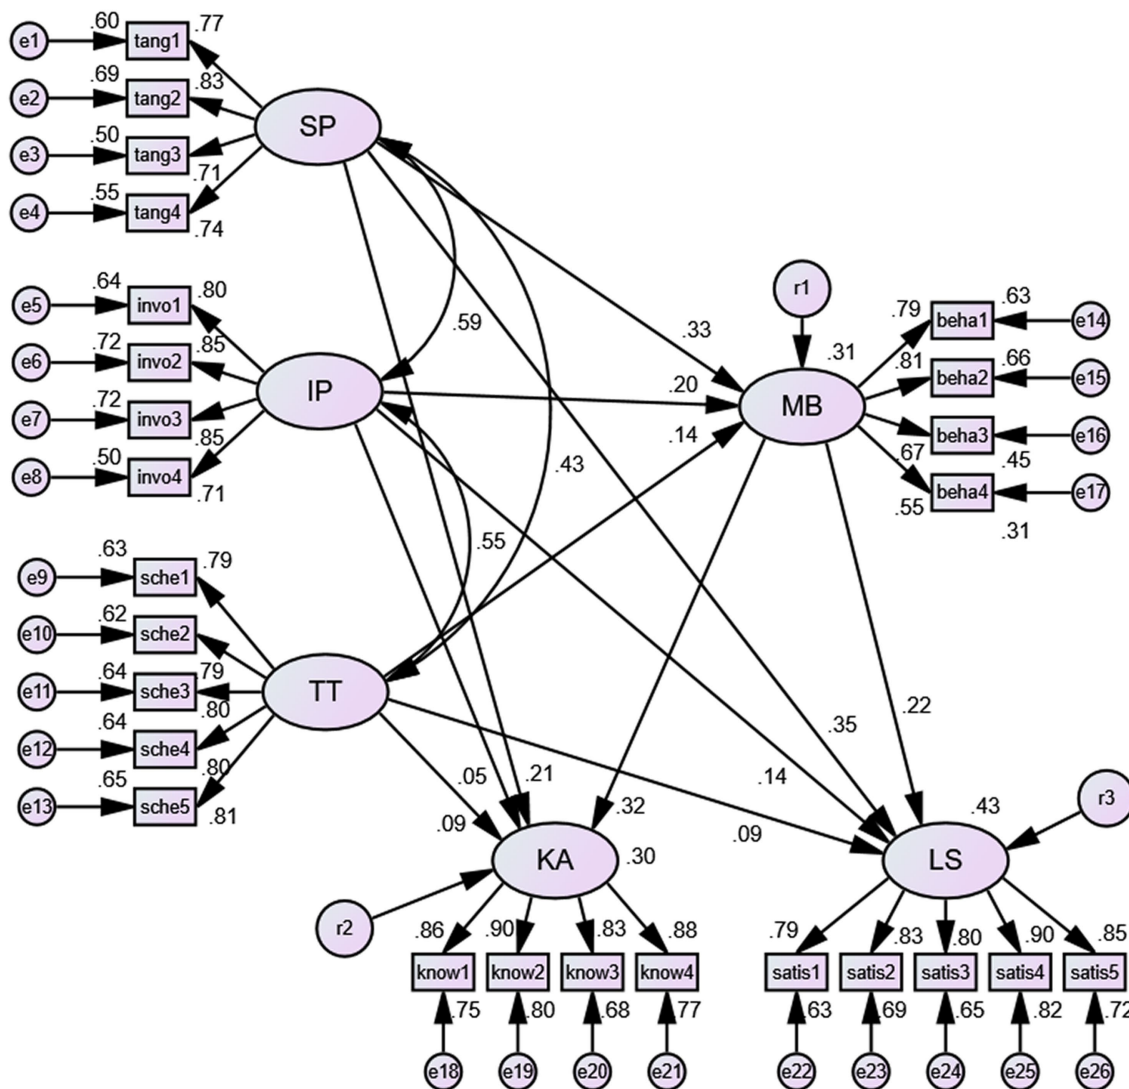 .60 .77
e1 tang1
.69 .83
e2 tang2
SP
.50
e3 tang3
.71
.55
e4 tang4
.74
.64 .80
e5 invo1
.59
r1
.33
.79 .63
beha1 e14
.72 .85
e6 invo2
.31
.81 .66
beha2 e15
IP
.20
MB
.72
e7 invo3
.85
.14
beha3 e16
.67 .45
.50
e8 invo4
.71
.43
.55 beha4 e17
.31
.55
.63 .79
e9 sche1
.62
e10 sche2
.79
.64
e11 sche3
TT
.80
.64
e12 sche4
.80
.65
e13 sche5
.81
.35 .22
.05 .21 .14
.09 .32 .09
.43 r3
KA .30 LS
r2
.86 .90 .83 .88 .79 .83 .80 .90 .85
know1 know2 know3 know4 satis1 satis2 satis3 satis4 satis5
.75 .80 .68 .77 .63 .69 .65 .82 .72
e18 e19 e20 e21 e22 e23 e24 e25 e26